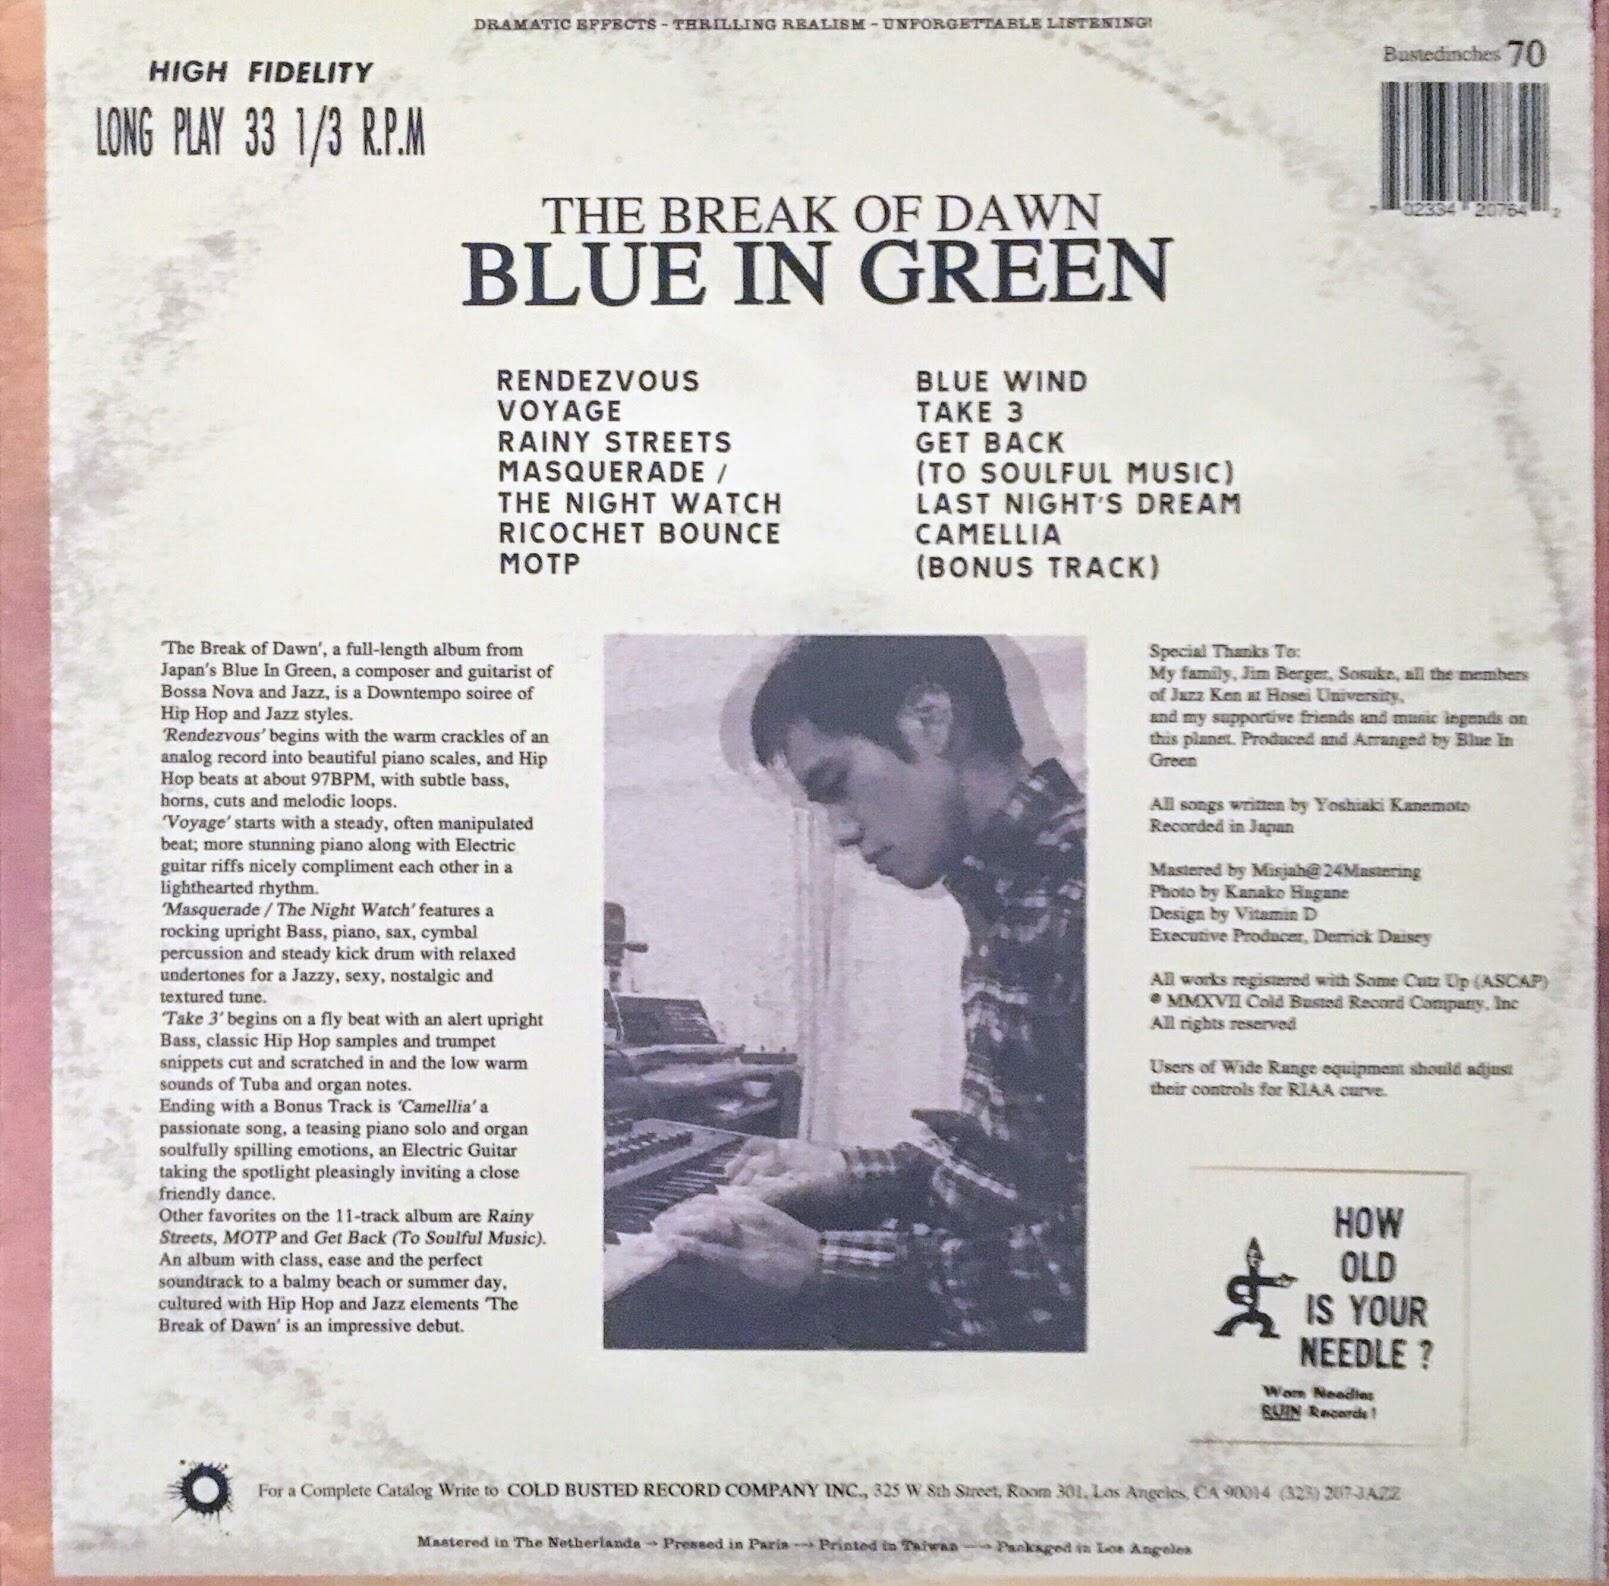 DRAMATIC EFFECTS - THRILLING REALISM - UNFORGETTABLE LISTENING!
HIGH FIDELITY
LONG PLAY 33 1/3 R.P.M
Bustedinches 70
7 02334 20764 2
THE BREAK OF DAWN
BLUE IN GREEN
RENDEZVOUS
VOYAGE
RAINY STREETS
MASQUERADE /
THE NIGHT WATCH
RICOCHET BOUNCE
MOTP
BLUE WIND
TAKE 3
GET BACK
(TO SOULFUL MUSIC)
LAST NIGHT'S DREAM
CAMELLIA
(BONUS TRACK)
'The Break of Dawn', a full-length album from
Japan's Blue In Green, a composer and guitarist of
Bossa Nova and Jazz, is a Downtempo soiree of
Hip Hop and Jazz styles.
'Rendezvous' begins with the warm crackles of an
analog record into beautiful piano scales, and Hip
Hop beats at about 97BPM, with subtle bass,
horns, cuts and melodic loops.
'Voyage' starts with a steady, often manipulated
beat; more stunning piano along with Electric
guitar riffs nicely compliment each other in a
lighthearted rhythm.
'Masquerade / The Night Watch' features a
rocking upright Bass, piano, sax, cymbal
percussion and steady kick drum with relaxed
undertones for a Jazzy, sexy, nostalgic and
textured tune.
'Take 3' begins on a fly beat with an alert upright
Bass, classic Hip Hop samples and trumpet
snippets cut and scratched in and the low warm
sounds of Tuba and organ notes.
Ending with a Bonus Track is 'Camellia' a
passionate song, a teasing piano solo and organ
soulfully spilling emotions, an Electric Guitar
taking the spotlight pleasingly inviting a close
friendly dance.
Other favorites on the 11-track album are Rainy
Streets, MOTP and Get Back (To Soulful Music).
An album with class, ease and the perfect
soundtrack to a balmy beach or summer day,
cultured with Hip Hop and Jazz elements 'The
Break of Dawn' is an impressive debut.
Special Thanks To:
My family, Jim Berger, Sosuke, all the members
of Jazz Ken at Hosei University,
and my supportive friends and music legends on
this planet. Produced and Arranged by Blue In
Green
All songs written by Yoshiaki Kanemoto
Recorded in Japan
Mastered by Misjah@24Mastering
Photo by Kanako Hagane
Design by Vitamin D
Executive Producer, Derrick Daisey
All works registered with Some Cutz Up (ASCAP)
℗ MMXVII Cold Busted Record Company, Inc
All rights reserved
Users of Wide Range equipment should adjust
their controls for RIAA curve.
HOW
OLD
IS YOUR
NEEDLE ?
Worn Needles
RUIN Records!
For a Complete Catalog Write to COLD BUSTED RECORD COMPANY INC., 325 W 8th Street, Room 301, Los Angeles, CA 90014 (323) 207-JAZZ
Mastered in The Netherlands → Pressed in Paris → Printed in Taiwan → Packaged in Los Angeles